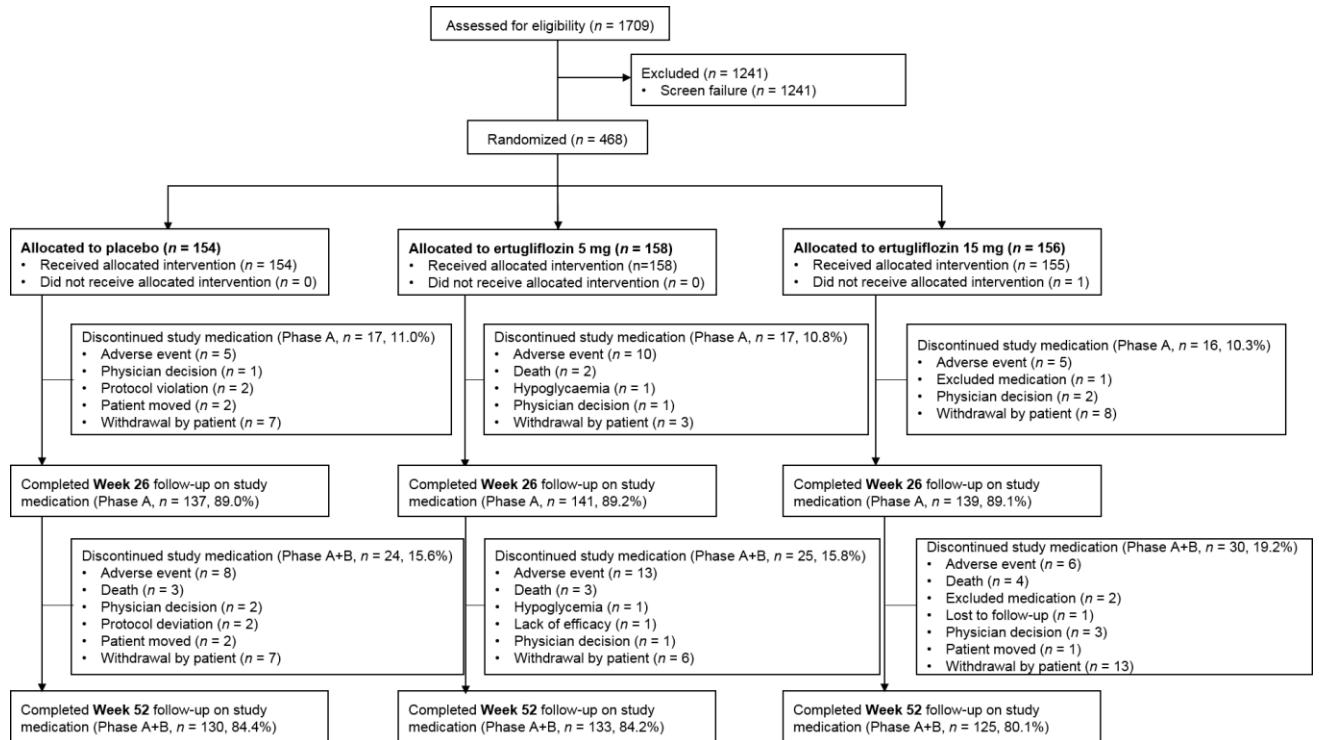 Assessed for eligibility (n = 1709)
Excluded (n = 1241)
• Screen failure (n = 1241)
Randomized (n = 468)
Allocated to placebo (n = 154)
• Received allocated intervention (n = 154)
• Did not receive allocated intervention (n = 0)
Allocated to ertugliflozin 5 mg (n = 158)
• Received allocated intervention (n=158)
• Did not receive allocated intervention (n = 0)
Allocated to ertugliflozin 15 mg (n = 156)
• Received allocated intervention (n = 155)
• Did not receive allocated intervention (n = 1)
Discontinued study medication (Phase A, n = 17, 11.0%)
• Adverse event (n = 5)
• Physician decision (n = 1)
• Protocol violation (n = 2)
• Patient moved (n = 2)
• Withdrawal by patient (n = 7)
Discontinued study medication (Phase A, n = 17, 10.8%)
• Adverse event (n = 10)
• Death (n = 2)
• Hypoglycaemia (n = 1)
• Physician decision (n = 1)
• Withdrawal by patient (n = 3)
Discontinued study medication (Phase A, n = 16, 10.3%)
• Adverse event (n = 5)
• Excluded medication (n = 1)
• Physician decision (n = 2)
• Withdrawal by patient (n = 8)
Completed Week 26 follow-up on study
medication (Phase A, n = 137, 89.0%)
Completed Week 26 follow-up on study
medication (Phase A, n = 141, 89.2%)
Completed Week 26 follow-up on study
medication (Phase A, n = 139, 89.1%)
Discontinued study medication (Phase A+B, n = 24, 15.6%)
• Adverse event (n = 8)
• Death (n = 3)
• Physician decision (n = 2)
• Protocol deviation (n = 2)
• Patient moved (n = 2)
• Withdrawal by patient (n = 7)
Discontinued study medication (Phase A+B, n = 25, 15.8%)
• Adverse event (n = 13)
• Death (n = 3)
• Hypoglycemia (n = 1)
• Lack of efficacy (n = 1)
• Physician decision (n = 1)
• Withdrawal by patient (n = 6)
Discontinued study medication (Phase A+B, n = 30, 19.2%)
• Adverse event (n = 6)
• Death (n = 4)
• Excluded medication (n = 2)
• Lost to follow-up (n = 1)
• Physician decision (n = 3)
• Patient moved (n = 1)
• Withdrawal by patient (n = 13)
Completed Week 52 follow-up on study
medication (Phase A+B, n = 130, 84.4%)
Completed Week 52 follow-up on study
medication (Phase A+B, n = 133, 84.2%)
Completed Week 52 follow-up on study
medication (Phase A+B, n = 125, 80.1%)